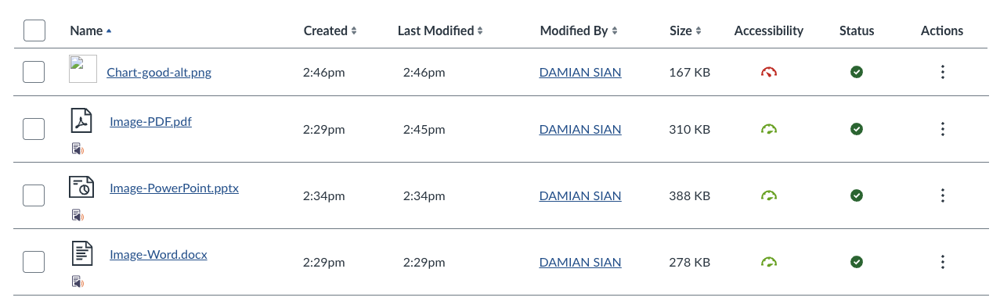 Name Created Last Modified Modified By Size Accessibility Status Actions
Chart-good-alt.png 2:46pm 2:46pm DAMIAN SIAN 167 KB
Image-PDF.pdf 2:29pm 2:45pm DAMIAN SIAN 310 KB
Image-PowerPoint.pptx 2:34pm 2:34pm DAMIAN SIAN 388 KB
Image-Word.docx 2:29pm 2:29pm DAMIAN SIAN 278 KB